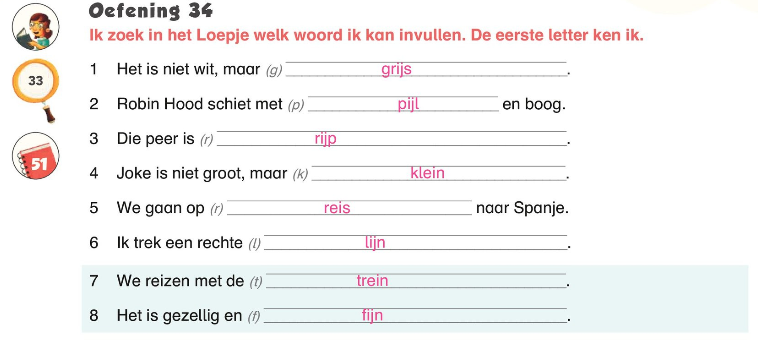 Oefening 34
Ik zoek in het Loepje welk woord ik kan invullen. De eerste letter ken ik.
33
1 Het is niet wit, maar (g) grijs.
2 Robin Hood schiet met (p) pijl en boog.
3 Die peer is (r) rijp.
51
4 Joke is niet groot, maar (k) klein.
5 We gaan op (r) reis naar Spanje.
6 Ik trek een rechte (l) lijn.
7 We reizen met de (t) trein.
8 Het is gezellig en (f) fijn.